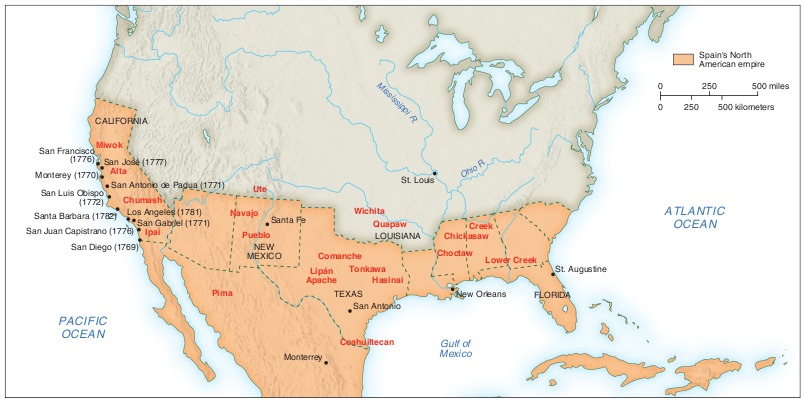 Spain's North
American empire
0 250 500 miles
0 250 500 kilometers
CALIFORNIA
Miwok
San Francisco
(1776)
San José (1777)
Alta
Monterey (1770)
San Antonio de Padua (1771)
San Luis Obispo
(1772)
Chumash
Santa Barbara (1782)
Los Angeles (1781)
San Gabriel (1771)
San Juan Capistrano (1776)
Ipai
San Diego (1769)
Mississippi R.
Ohio R.
St. Louis
Ute
Navajo
Santa Fe
Pueblo
NEW
MEXICO
Wichita
Quapaw
LOUISIANA
Creek
Chickasaw
Choctaw
Lower Creek
Comanche
Lipán
Apache
Tonkawa
Hasinai
Pima
TEXAS
San Antonio
Coahuiltecan
Monterrey
New Orleans
St. Augustine
FLORIDA
ATLANTIC
OCEAN
PACIFIC
OCEAN
Gulf of
Mexico